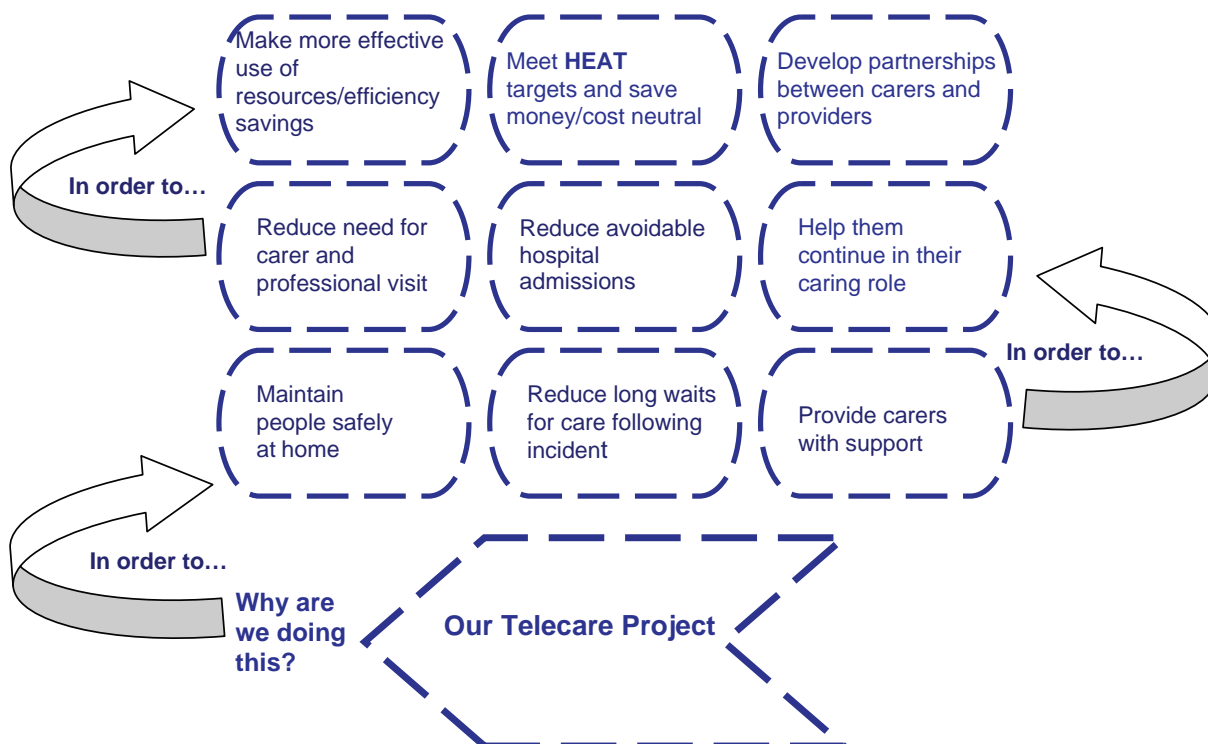 Make more effective
use of
resources/efficiency
savings
Meet HEAT
targets and save
money/cost neutral
Develop partnerships
between carers and
providers
In order to…
Reduce need for
carer and
professional visit
Reduce avoidable
hospital
admissions
Help them
continue in their
caring role
In order to…
Maintain
people safely
at home
Reduce long waits
for care following
incident
Provide carers
with support
In order to…
Why are
we doing
this?
Our Telecare Project